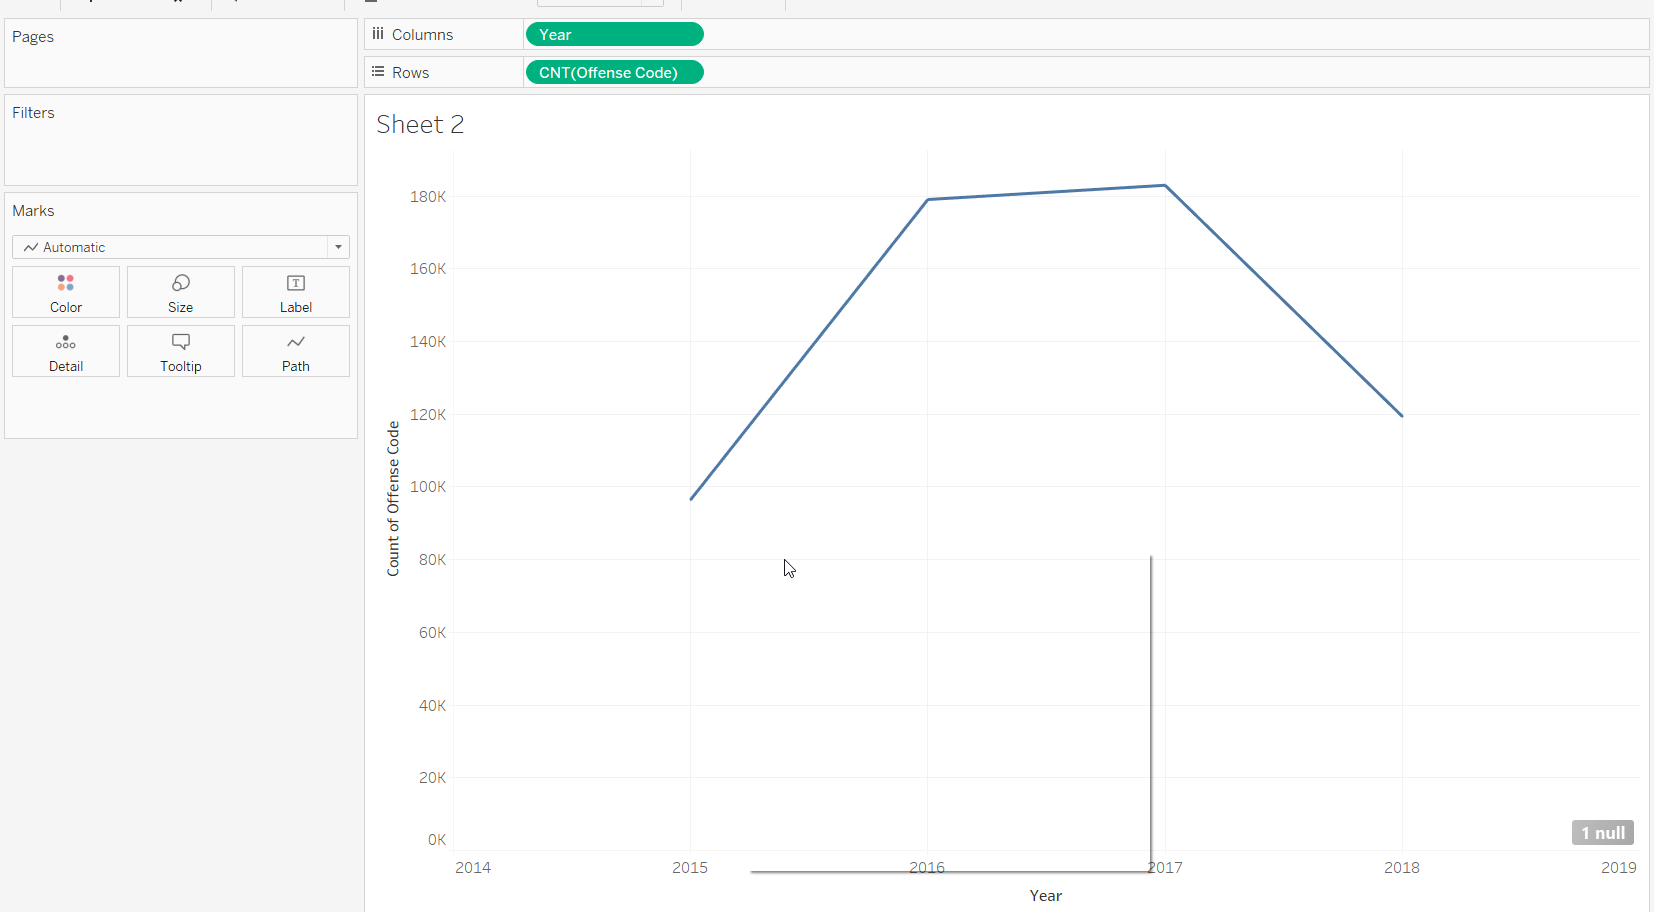 Pages
Columns
Year
Rows
CNT(Offense Code)
Filters
Sheet 2
Marks
Automatic
Color
Size
Label
Detail
Tooltip
Path
Count of Offense Code
180K
160K
140K
120K
100K
80K
60K
40K
20K
0K
1 null
2014
2015
2016
2017
2018
2019
Year